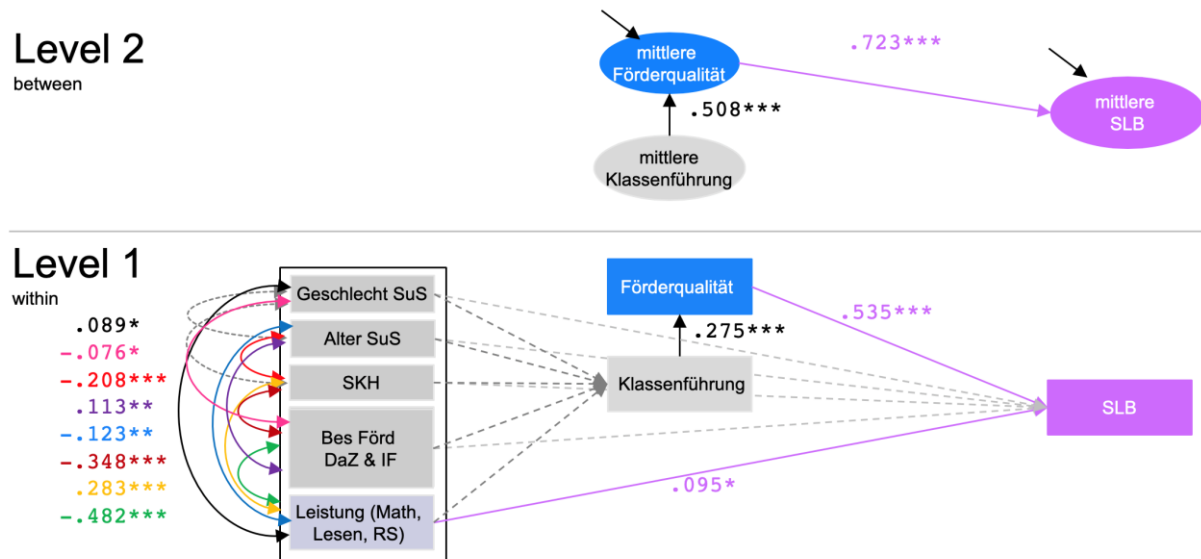 Level 2
between
mittlere
Förderqualität
.723***
mittlere
SLB
.508***
mittlere
Klassenführung
Level 1
within
.089*
-.076*
-.208***
.113**
-.123**
-.348***
.283***
-.482***
Geschlecht SuS
Alter SuS
SKH
Bes Förd
DaZ & IF
Leistung (Math,
Lesen, RS)
Förderqualität
.275***
Klassenführung
.535***
SLB
.095*